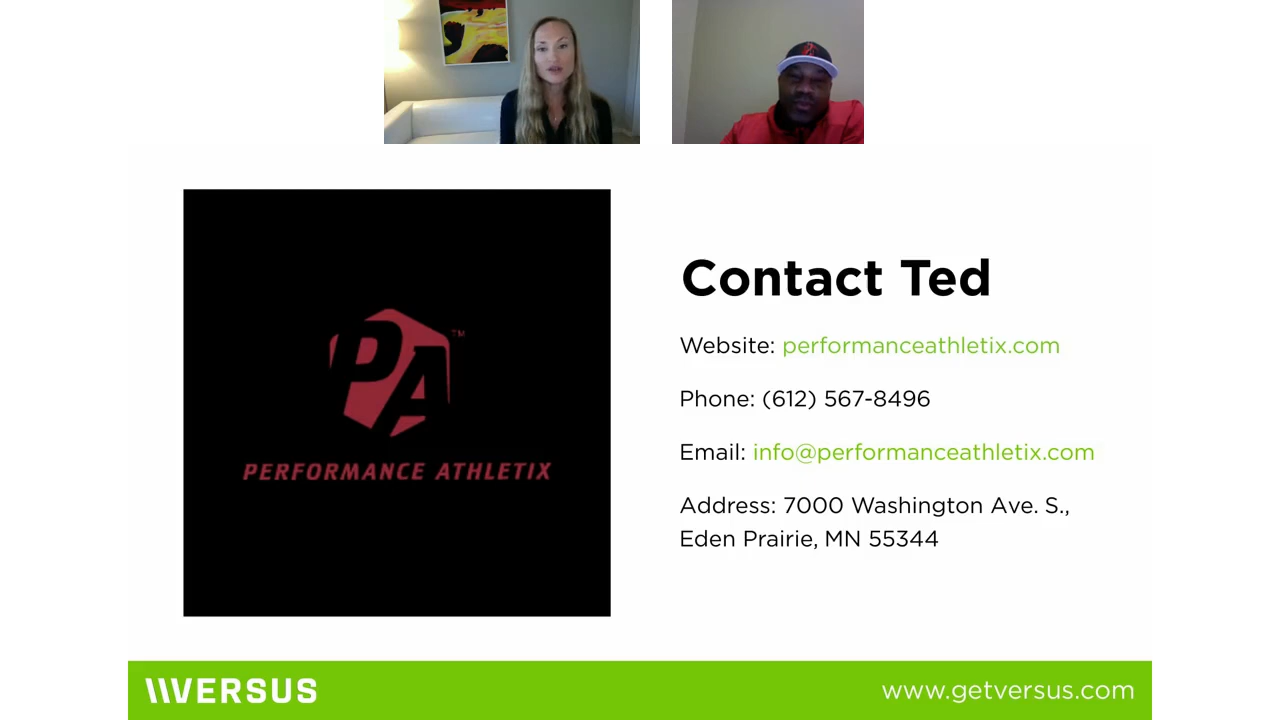 PA
TM
PERFORMANCE ATHLETIX
Contact Ted
Website: performanceathletix.com
Phone: (612) 567-8496
Email: info@performanceathletix.com
Address: 7000 Washington Ave. S.,
Eden Prairie, MN 55344
VERSUS
www.getversus.com